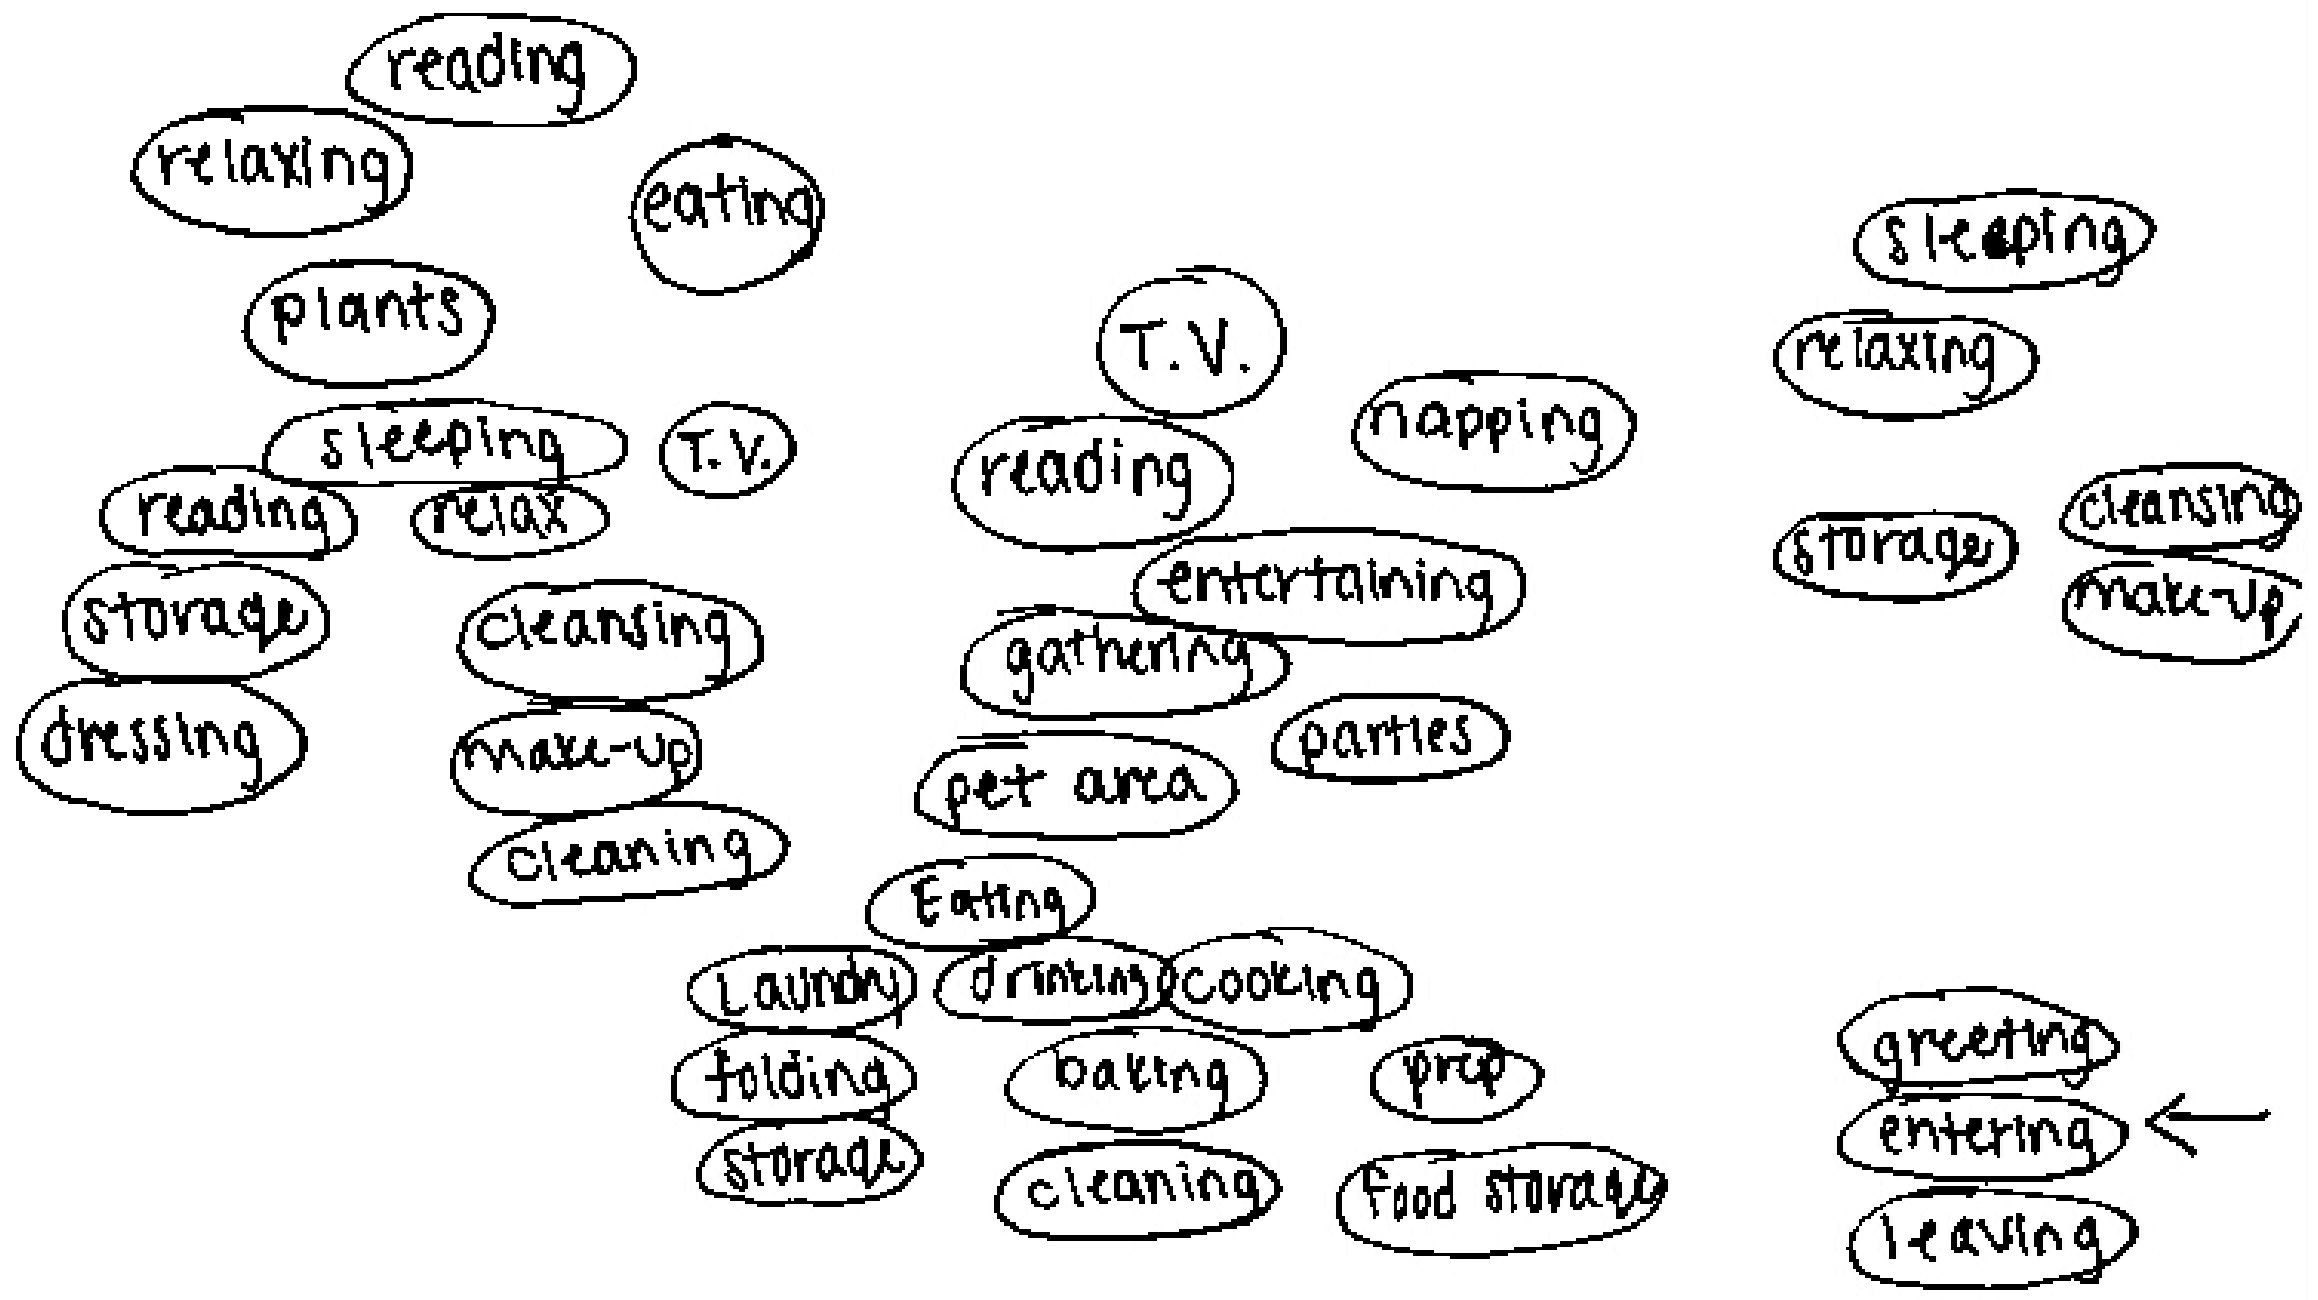 reading
relaxing
eating
plants
sleeping
T.V.
reading
relax
storage
cleansing
dressing
make-up
cleaning
T.V.
napping
reading
entertaining
gathering
parties
pet area
Eating
Laundry
drinking
cooking
folding
baking
prep
storage
cleaning
food storage
sleeping
relaxing
cleansing
storage
make-up
greeting
entering
leaving